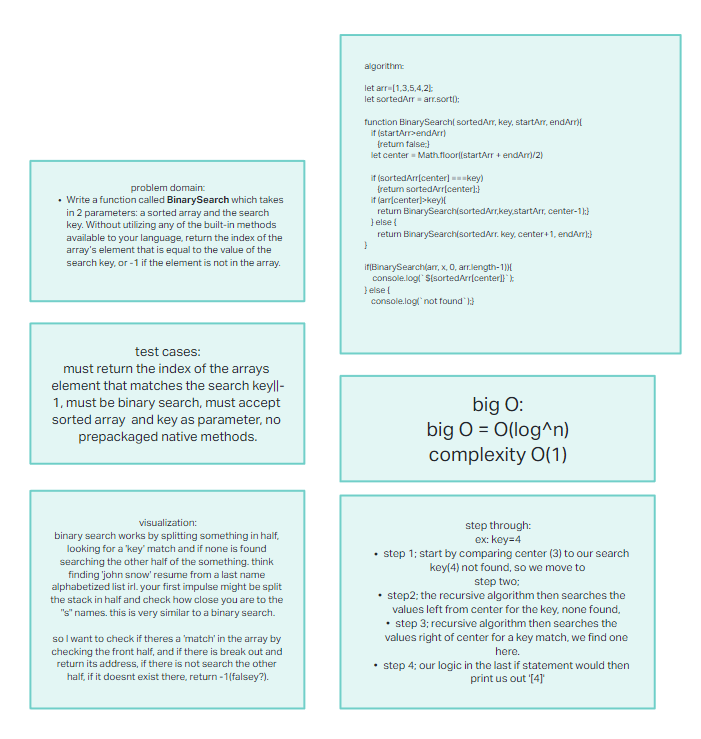 problem domain:
• Write a function called BinarySearch which takes
in 2 parameters: a sorted array and the search
key. Without utilizing any of the built-in methods
available to your language, return the index of the
array's element that is equal to the value of the
search key, or -1 if the element is not in the array.
test cases:
must return the index of the arrays
element that matches the search key||-
1, must be binary search, must accept
sorted array and key as parameter, no
prepackaged native methods.
visualization:
binary search works by splitting something in half,
looking for a 'key' match and if none is found
searching the other half of the something. think
finding 'john snow' resume from a last name
alphabetized list irl. your first impulse might be split
the stack in half and check how close you are to the
"s" names. this is very similar to a binary search.
so I want to check if theres a 'match' in the array by
checking the front half, and if there is break out and
return its address, if there is not search the other
half, if it doesnt exist there, return -1(falsey?).
algorithm:
let arr=[1,3,5,4,2];
let sortedArr = arr.sort();
function BinarySearch( sortedArr, key, startArr, endArr){
if (startArr>endArr)
{return false;}
let center = Math.floor((startArr + endArr)/2)
if (sortedArr[center] ===key)
{return sortedArr[center];}
if (arr[center]>key){
return BinarySearch(sortedArr,key,startArr, center-1);}
} else {
return BinarySearch(sortedArr. key, center+1, endArr);}
}
if(BinarySearch(arr, x, 0, arr.length-1)){
console.log(`${sortedArr[center]}`);
} else {
console.log(`not found`);}
big O:
big O = O(log^n)
complexity O(1)
step through:
ex: key=4
• step 1; start by comparing center (3) to our search
key(4) not found, so we move to
step two;
• step2; the recursive algorithm then searches the
values left from center for the key, none found,
• step 3; recursive algorithm then searches the
values right of center for a key match, we find one
here.
• step 4; our logic in the last if statement would then
print us out '[4]'